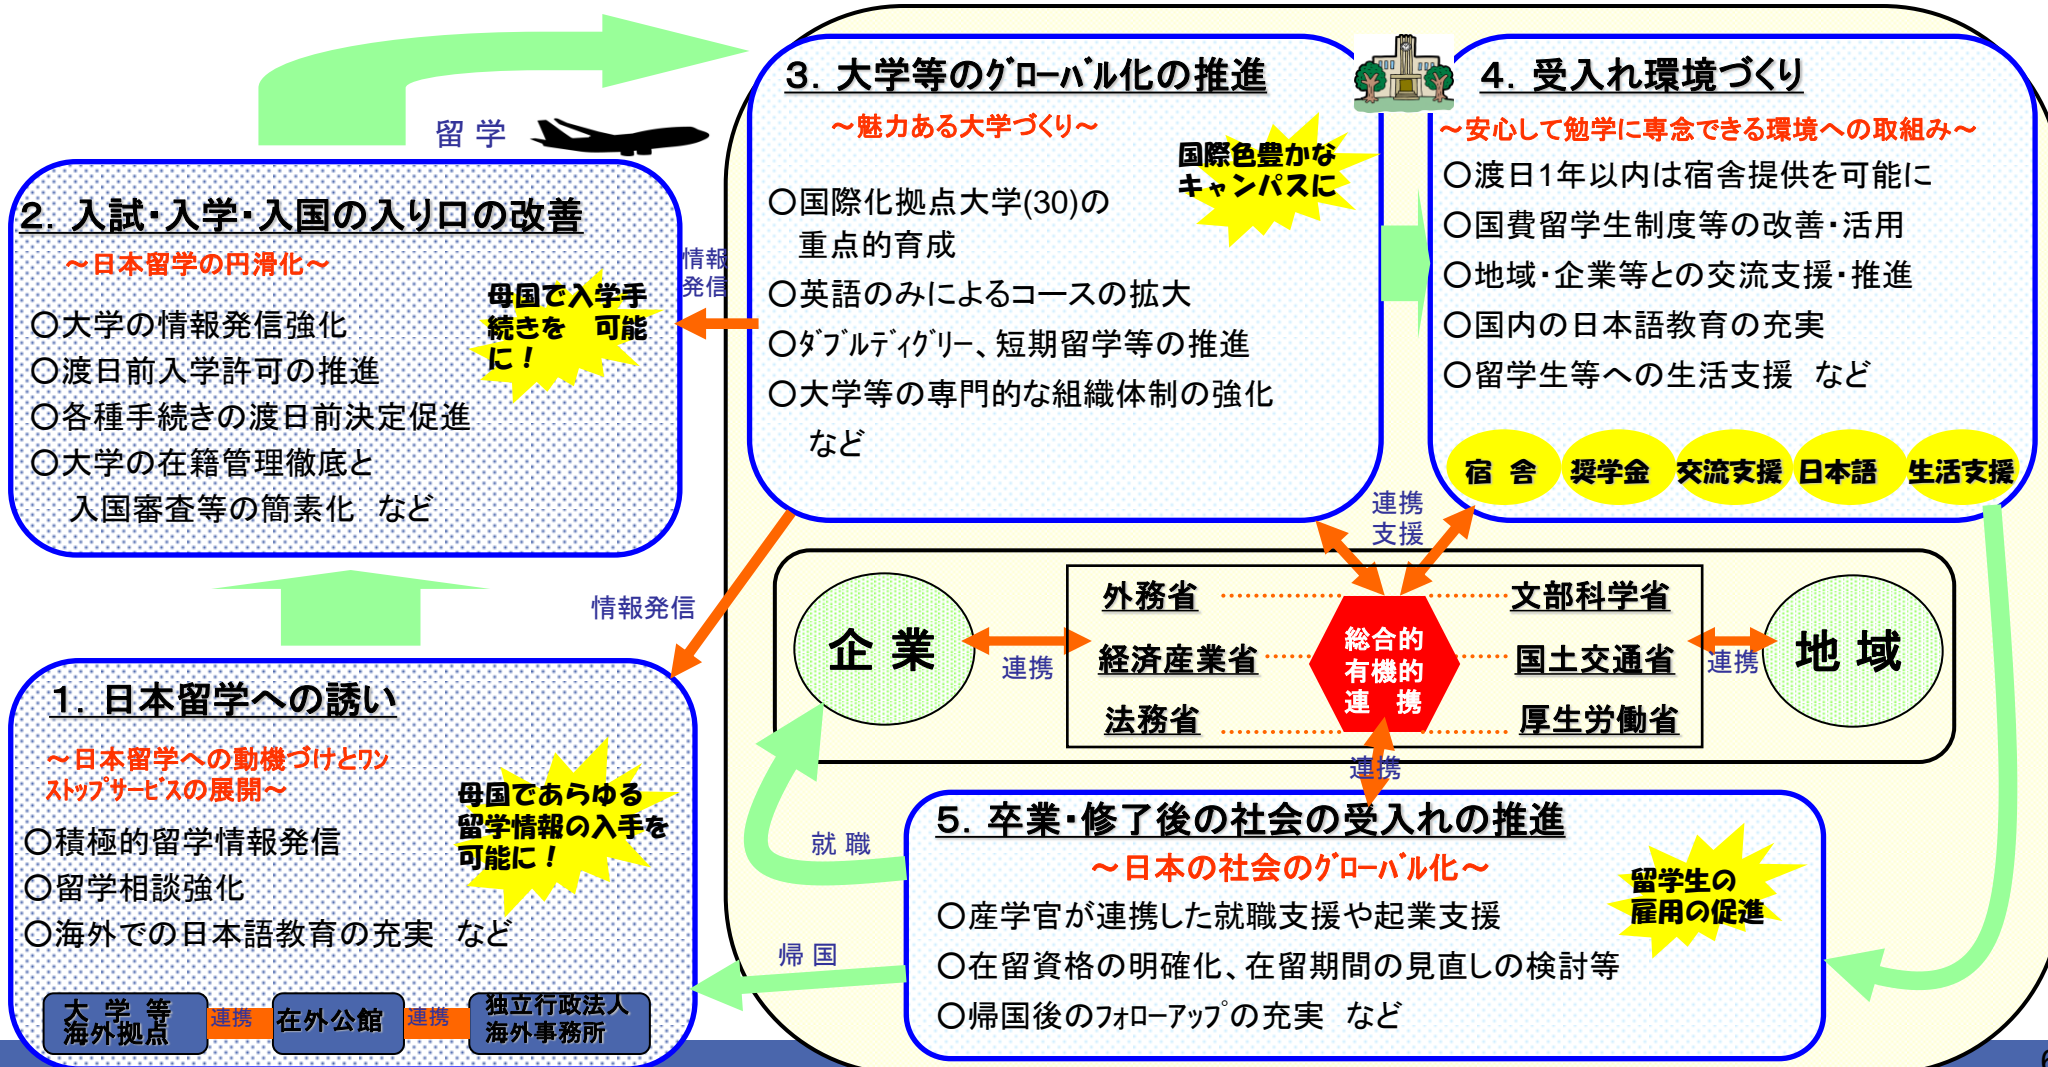 留 学
2．入試・入学・入国の入り口の改善
～日本留学の円滑化～
母国で入学手
続きを　可能
に！
○大学の情報発信強化
○渡日前入学許可の推進
○各種手続きの渡日前決定促進
○大学の在籍管理徹底と
入国審査等の簡素化　など
情報
発信
3．大学等のｸﾞﾛｰﾊﾞﾙ化の推進
～魅力ある大学づくり～
国際色豊かな
キャンパスに
○国際化拠点大学(30)の
重点的育成
○英語のみによるコースの拡大
○ﾀﾞﾌﾞﾙﾃﾞｨｸﾞﾘｰ、短期留学等の推進
○大学等の専門的な組織体制の強化
など
4．受入れ環境づくり
～安心して勉学に専念できる環境への取組み～
○渡日1年以内は宿舎提供を可能に
○国費留学生制度等の改善・活用
○地域・企業等との交流支援・推進
○国内の日本語教育の充実
○留学生等への生活支援　など
宿　舎
奨学金
交流支援
日本語
生活支援
連携
支援
情報発信
企 業
連携
外務省
経済産業省
法務省
総合的
有機的
連　携
文部科学省
国土交通省
厚生労働省
連携
地 域
連携
1．日本留学への誘い
～日本留学への動機づけとﾜﾝ
ｽﾄｯﾌﾟｻｰﾋﾞｽの展開～
母国であらゆる
留学情報の入手を
可能に！
○積極的留学情報発信
○留学相談強化
○海外での日本語教育の充実　など
大 学 等
海外拠点
連携
在外公館
連携
独立行政法人
海外事務所
就 職
帰 国
5．卒業・修了後の社会の受入れの推進
～日本の社会のｸﾞﾛｰﾊﾞﾙ化～
留学生の
雇用の促進
○産学官が連携した就職支援や起業支援
○在留資格の明確化、在留期間の見直しの検討等
○帰国後のﾌｫﾛｰｱｯﾌﾟの充実　など